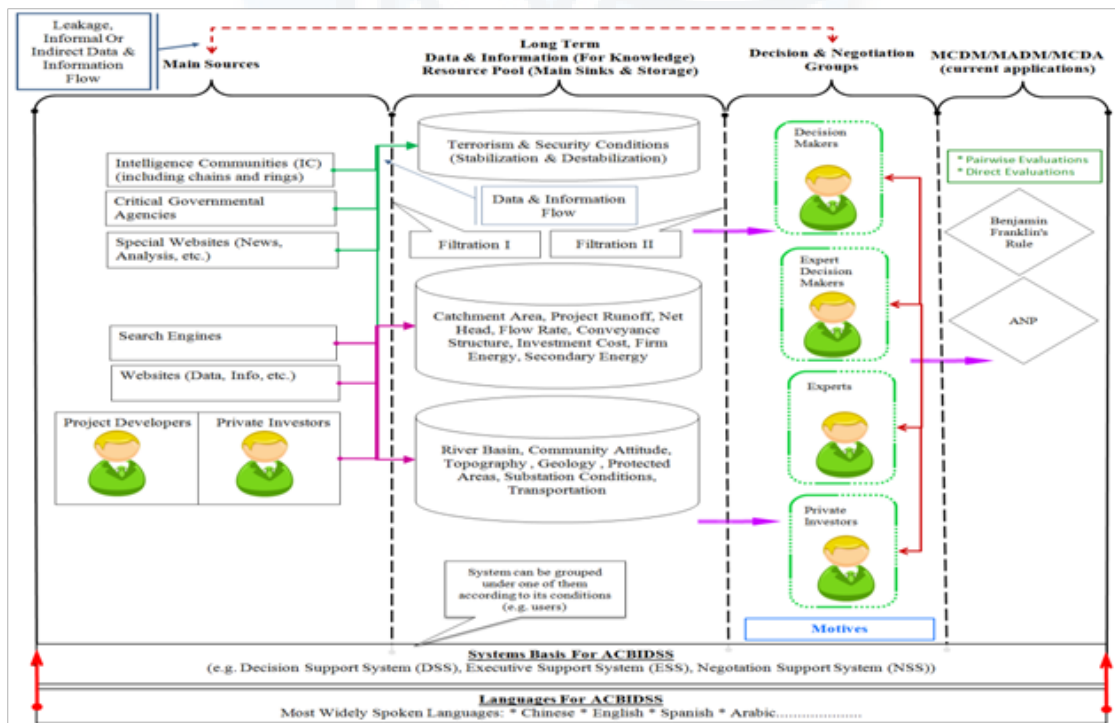 Leakage,
Informal Or
Indirect Data &
Information
Flow
Main Sources
Long Term
Data & Information (For Knowledge)
Resource Pool (Main Sinks & Storage)
Decision & Negotiation
Groups
MCDM/MADM/MCDA
(current applications)
Intelligence Communities (IC)
(including chains and rings)
Critical Governmental
Agencies
Special Websites (News,
Analysis, etc.)
Search Engines
Websites (Data, Info, etc.)
Project Developers
Private Investors
Terrorism & Security Conditions
(Stabilization & Destabilization)
Data & Information
Flow
Filtration I
Filtration II
Catchment Area, Project Runoff, Net
Head, Flow Rate, Conveyance
Structure, Investment Cost, Firm
Energy, Secondary Energy
River Basin, Community Attitude,
Topography , Geology , Protected
Areas, Substation Conditions,
Transportation
System can be grouped
under one of them
according to its conditions
(e.g. users)
Decision
Makers
Expert
Decision
Makers
Experts
Private
Investors
Motives
* Pairwise Evaluations
* Direct Evaluations
Benjamin
Franklin's
Rule
ANP
Systems Basis For ACBIDSS
(e.g. Decision Support System (DSS), Executive Support System (ESS), Negotation Support System (NSS))
Languages For ACBIDSS
Most Widely Spoken Languages: * Chinese * English * Spanish * Arabic.....................